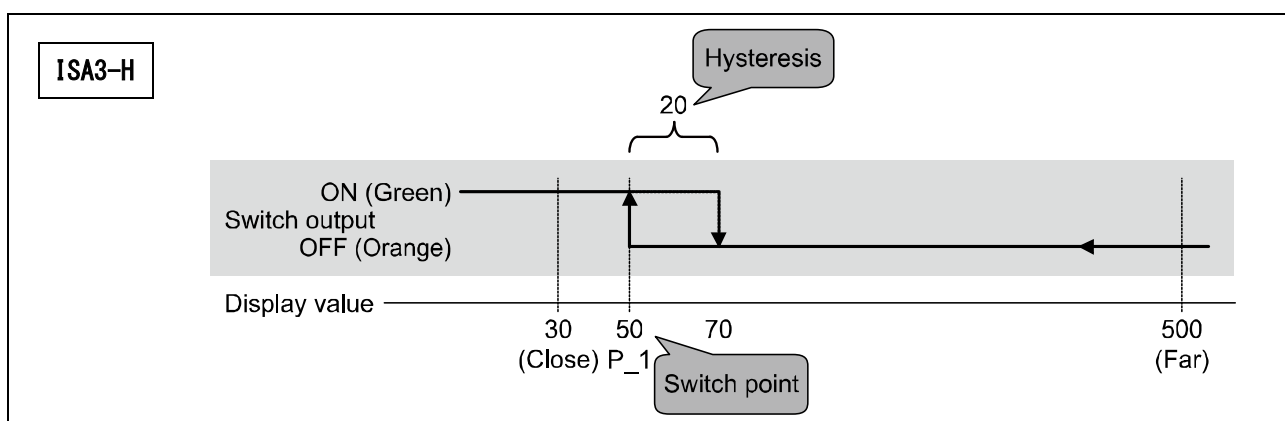 ISA3-H
Hysteresis
20
ON (Green)
Switch output
OFF (Orange)
Display value
30 50 70 500
(Close) P_1 (Far)
Switch point